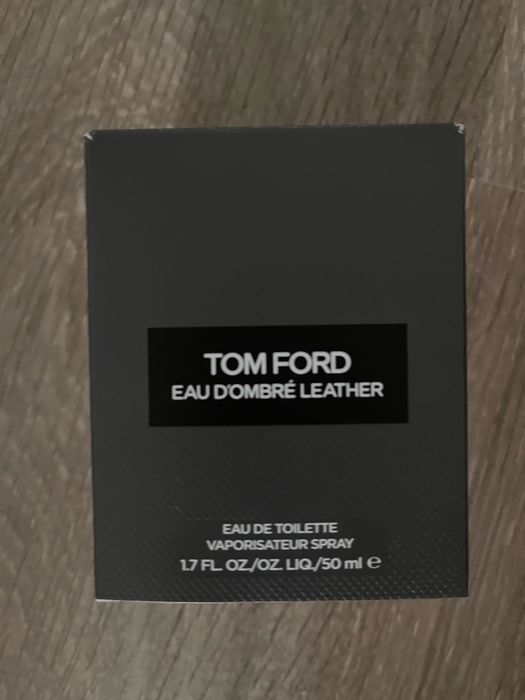 TOM FORD
EAU D'OMBRÉ LEATHER
EAU DE TOILETTE
VAPORISATEUR SPRAY
1.7 FL. OZ./OZ. LIQ./50 ml ℮